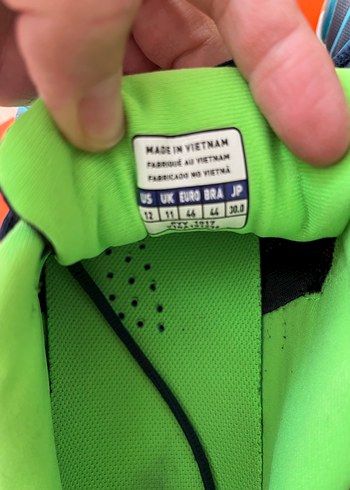 MADE IN VIETNAM
FABRIQUÉ AU VIETNAM
FABRICADO NO VIETNÃ
US UK EURO BRA JP
12 11 46 44 30,0